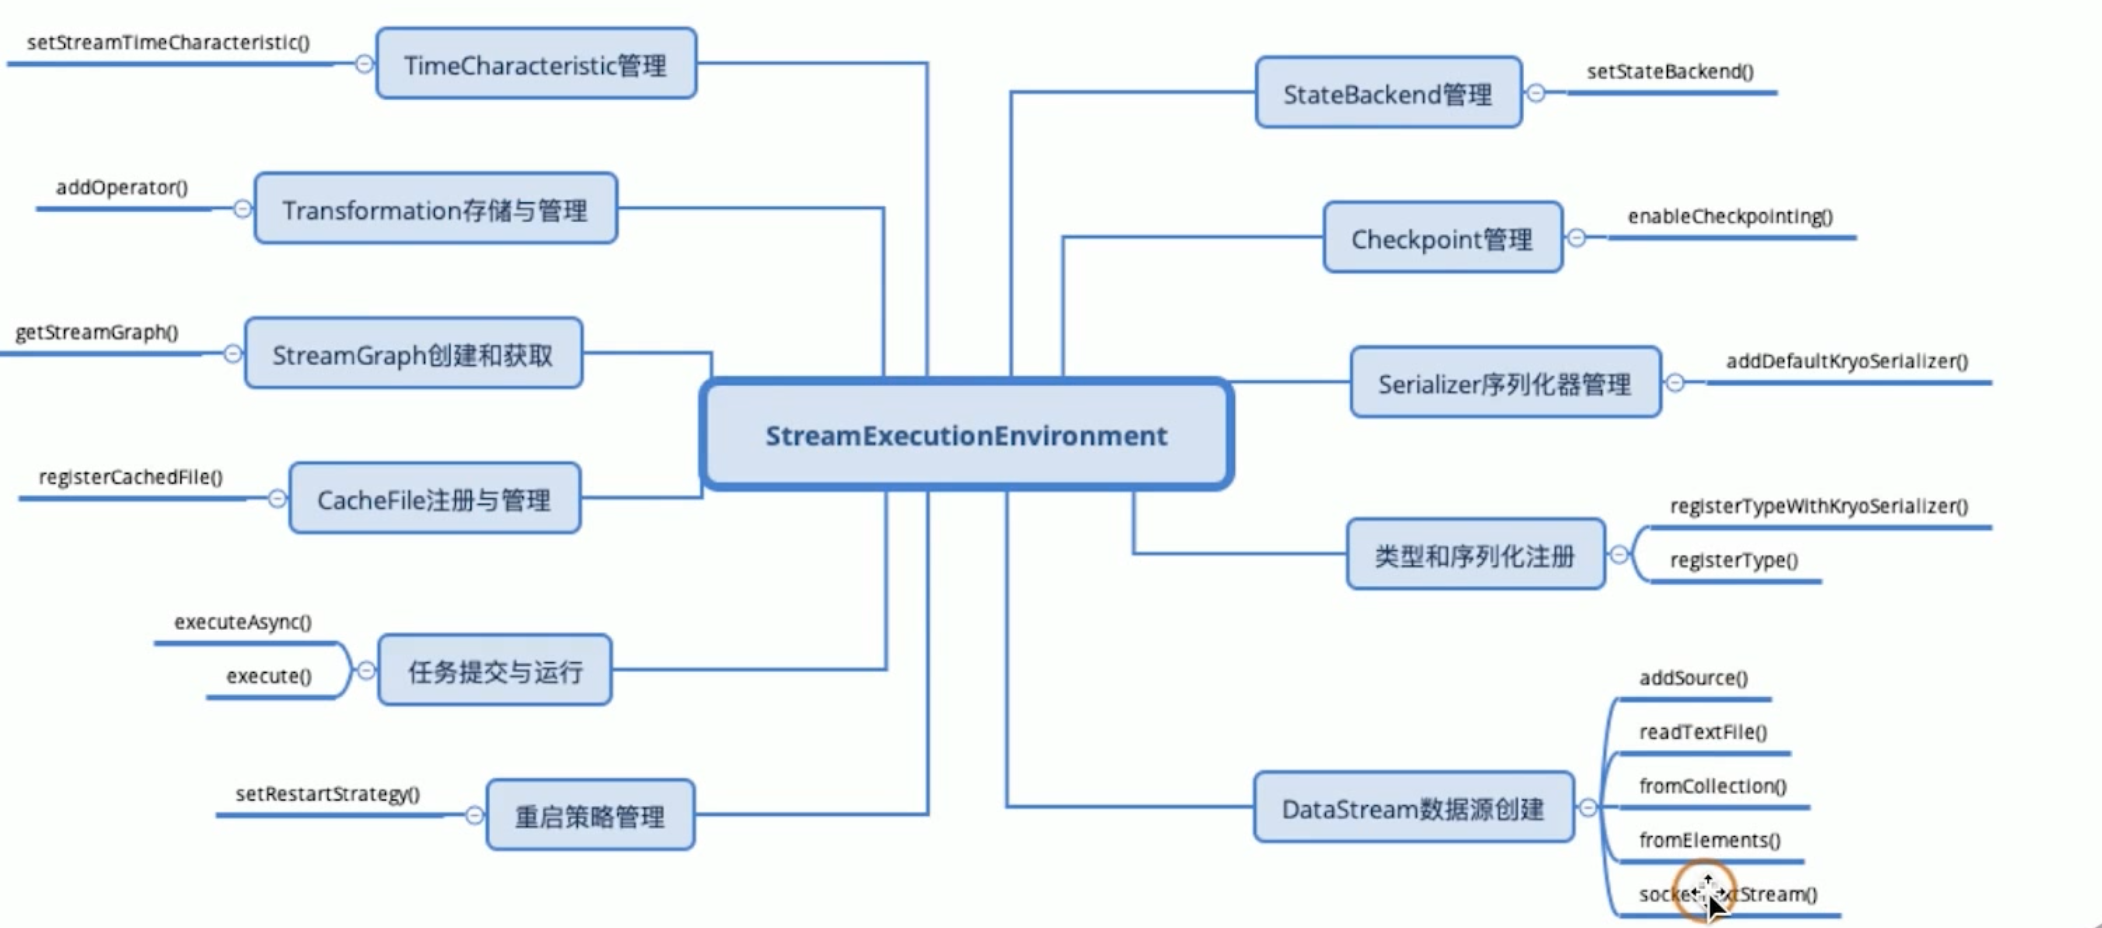 setStreamTimeCharacteristic()
TimeCharacteristic管理
addOperator()
Transformation存储与管理
getStreamGraph()
StreamGraph创建和获取
registerCachedFile()
CacheFile注册与管理
executeAsync()
execute()
任务提交与运行
setRestartStrategy()
重启策略管理
StreamExecutionEnvironment
StateBackend管理
setStateBackend()
Checkpoint管理
enableCheckpointing()
Serializer序列化器管理
addDefaultKryoSerializer()
类型和序列化注册
registerTypeWithKryoSerializer()
registerType()
DataStream数据源创建
addSource()
readTextFile()
fromCollection()
fromElements()
socketTextStream()